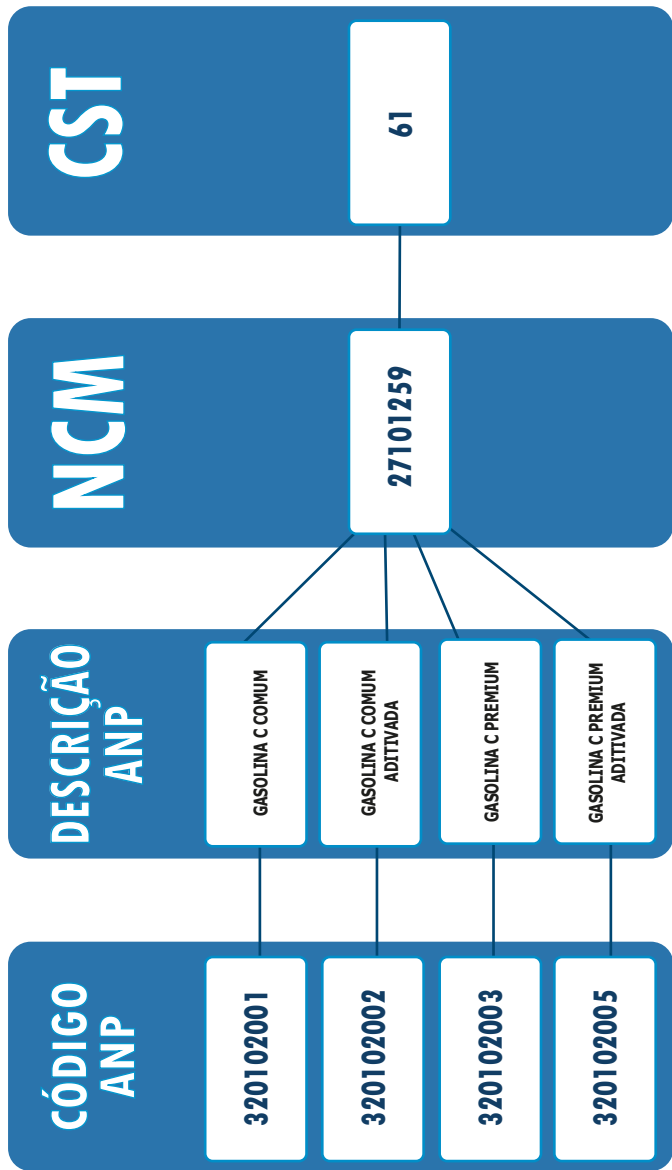 CÓDIGO
ANP
320102001
320102002
320102003
320102005
DESCRIÇÃO
ANP
GASOLINA C COMUM
GASOLINA C COMUM
ADITIVADA
GASOLINA C PREMIUM
GASOLINA C PREMIUM
ADITIVADA
NCM
27101259
CST
61